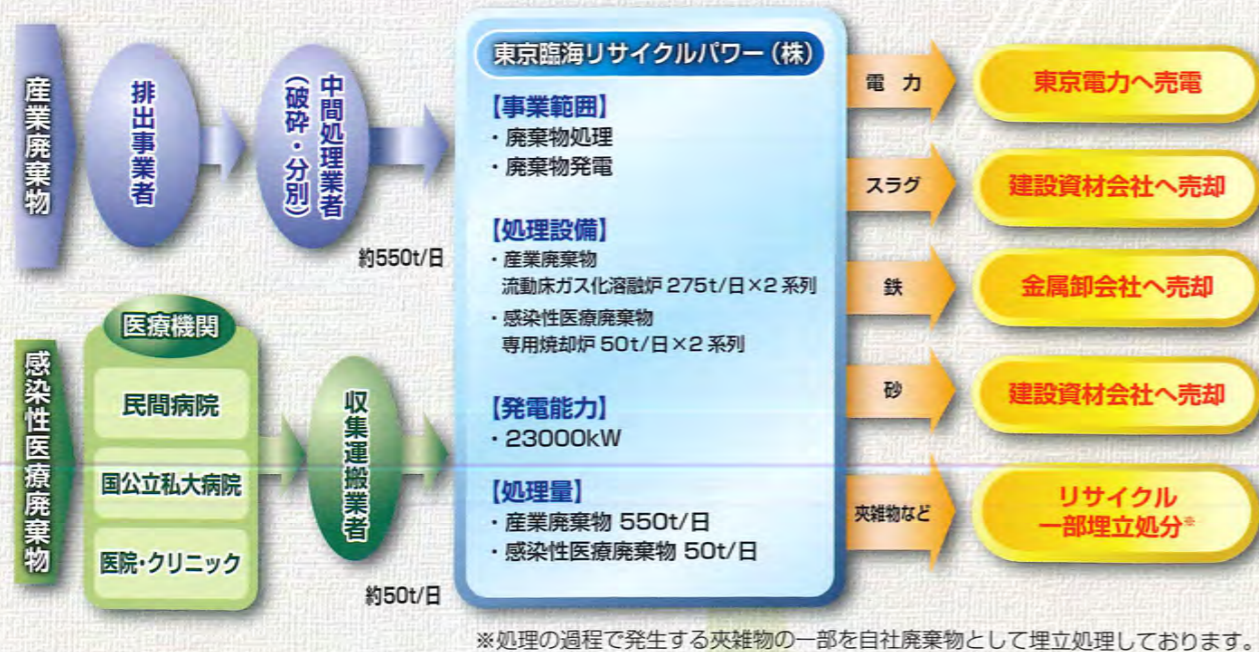 産業廃棄物
排出事業者
中間処理業者
(破砕・分別)
約550t/日
感染性医療廃棄物
医療機関
民間病院
国公立私大病院
医院・クリニック
収集運搬業者
約50t/日
東京臨海リサイクルパワー(株)
【事業範囲】
・廃棄物処理
・廃棄物発電
【処理設備】
・産業廃棄物
流動床ガス化溶融炉 275t/日×2系列
・感染性医療廃棄物
専用焼却炉 50t/日×2系列
【発電能力】
・23000kW
【処理量】
・産業廃棄物 550t/日
・感染性医療廃棄物 50t/日
電力
東京電力へ売電
スラグ
建設資材会社へ売却
鉄
金属卸会社へ売却
砂
建設資材会社へ売却
夾雑物など
リサイクル
一部埋立処分※
※処理の過程で発生する夾雑物の一部を自社廃棄物として埋立処理しております。